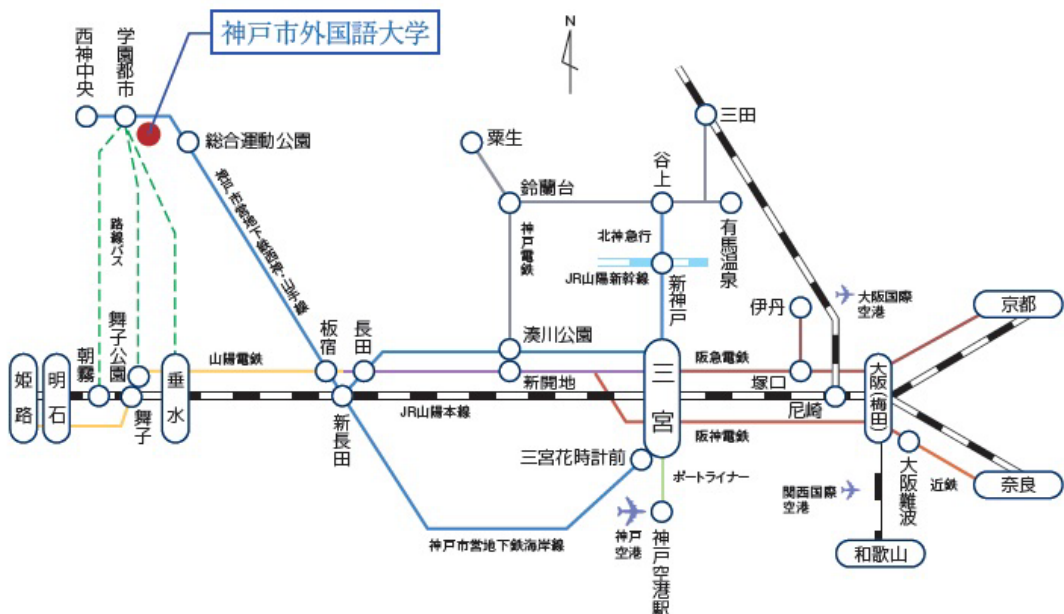 神戸市外国語大学
N
西神中央
学園都市
総合運動公園
粟生
三田
谷上
鈴蘭台
有馬温泉
神戸市営地下鉄西神・山手線
路線バス
神戸電鉄
北神急行
JR山陽新幹線
新神戸
伊丹
大阪国際
空港
京都
舞子公園
朝霧
板宿
長田
湊川公園
山陽電鉄
阪急電鉄
姫路
明石
垂水
三宮
大阪(梅田)
新開地
塚口
尼崎
舞子
新長田
JR山陽本線
阪神電鉄
三宮花時計前
ポートライナー
大阪難波
近鉄
奈良
関西国際
空港
神戸
空港
神戸空港駅
神戸市営地下鉄海岸線
和歌山